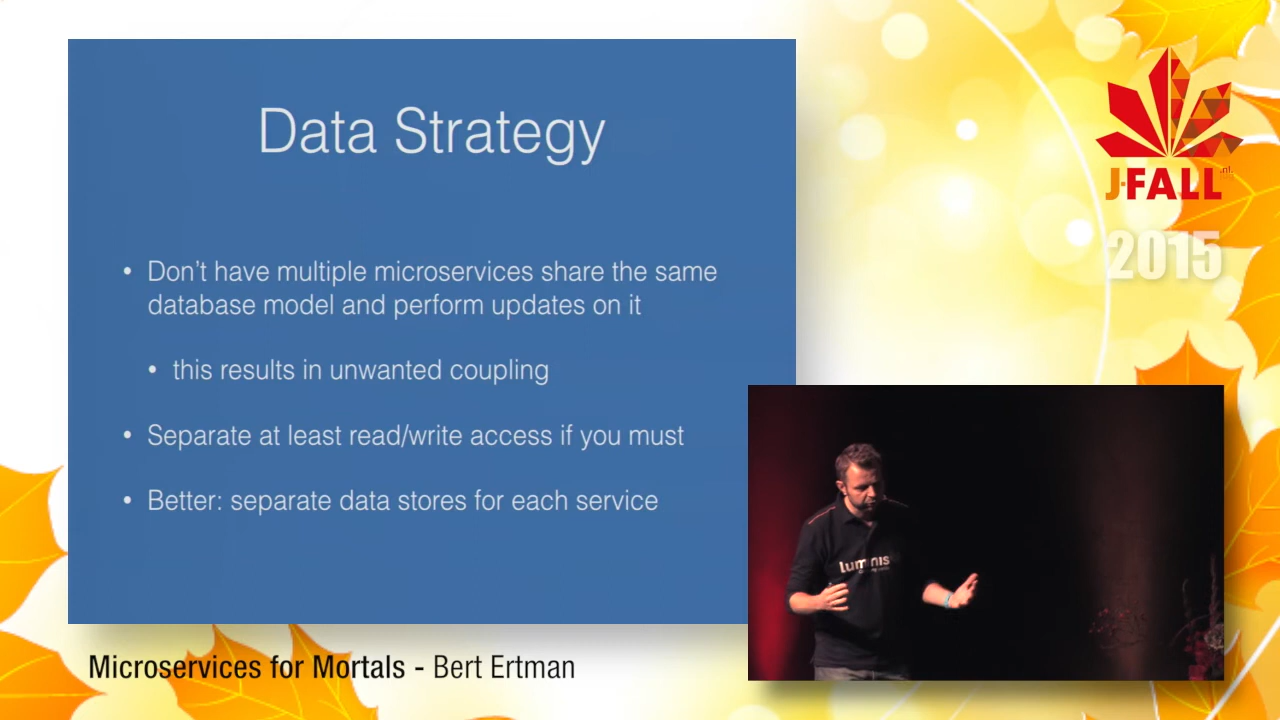 Data Strategy
• Don't have multiple microservices share the same
database model and perform updates on it
• this results in unwanted coupling
• Separate at least read/write access if you must
• Better: separate data stores for each service
J-FALL.nl
2015
luminis
Microservices for Mortals - Bert Ertman